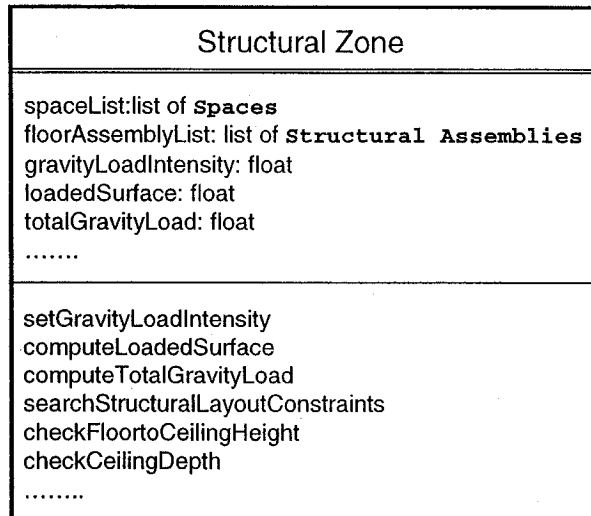 Structural Zone
spaceList:list of Spaces
floorAssemblyList: list of Structural Assemblies
gravityLoadIntensity: float
loadedSurface: float
totalGravityLoad: float
.......
setGravityLoadIntensity
computeLoadedSurface
computeTotalGravityLoad
searchStructuralLayoutConstraints
checkFloortoCeilingHeight
checkCeilingDepth
........